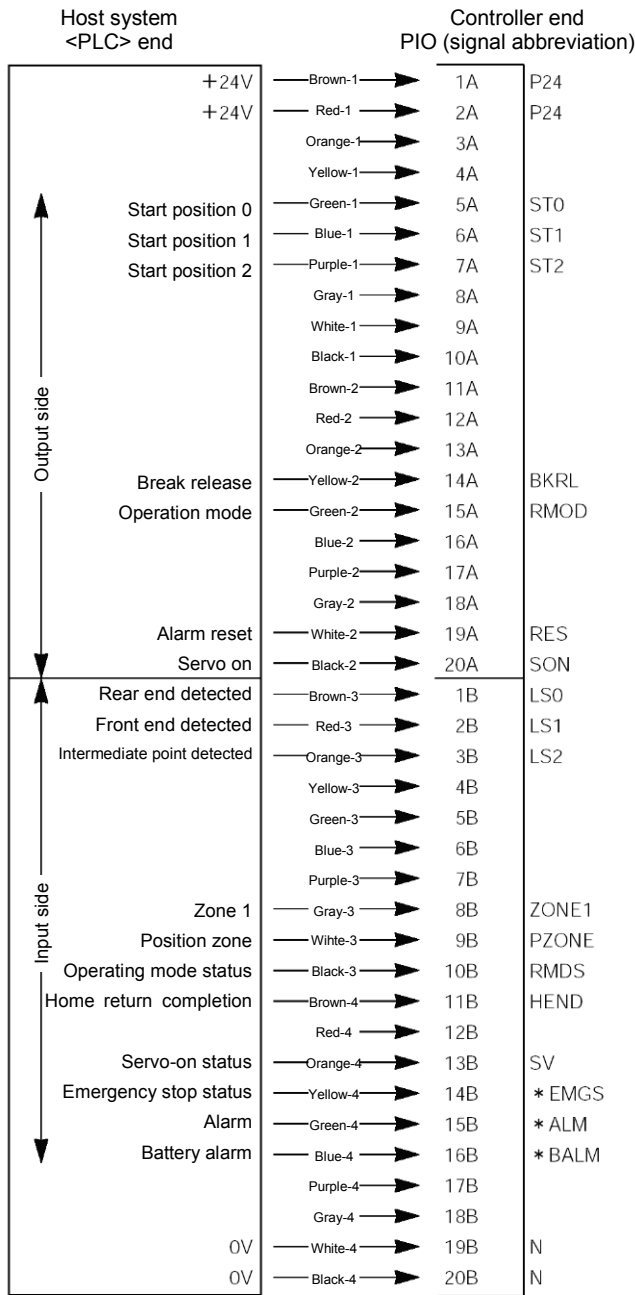 Host system
<PLC> end
Controller end
PIO (signal abbreviation)
+24V Brown-1 1A P24
+24V Red-1 2A P24
Orange-1 3A
Yellow-1 4A
Start position 0 Green-1 5A ST0
Start position 1 Blue-1 6A ST1
Start position 2 Purple-1 7A ST2
Gray-1 8A
White-1 9A
Black-1 10A
Brown-2 11A
Red-2 12A
Orange-2 13A
Output side
Break release Yellow-2 14A BKRL
Operation mode Green-2 15A RMOD
Blue-2 16A
Purple-2 17A
Gray-2 18A
Alarm reset White-2 19A RES
Servo on Black-2 20A SON
Rear end detected Brown-3 1B LS0
Front end detected Red-3 2B LS1
Intermediate point detected Orange-3 3B LS2
Yellow-3 4B
Green-3 5B
Blue-3 6B
Purple-3 7B
Input side
Zone 1 Gray-3 8B ZONE1
Position zone Wihte-3 9B PZONE
Operating mode status Black-3 10B RMDS
Home return completion Brown-4 11B HEND
Red-4 12B
Servo-on status Orange-4 13B SV
Emergency stop status Yellow-4 14B *EMGS
Alarm Green-4 15B *ALM
Battery alarm Blue-4 16B *BALM
Purple-4 17B
Gray-4 18B
0V White-4 19B N
0V Black-4 20B N